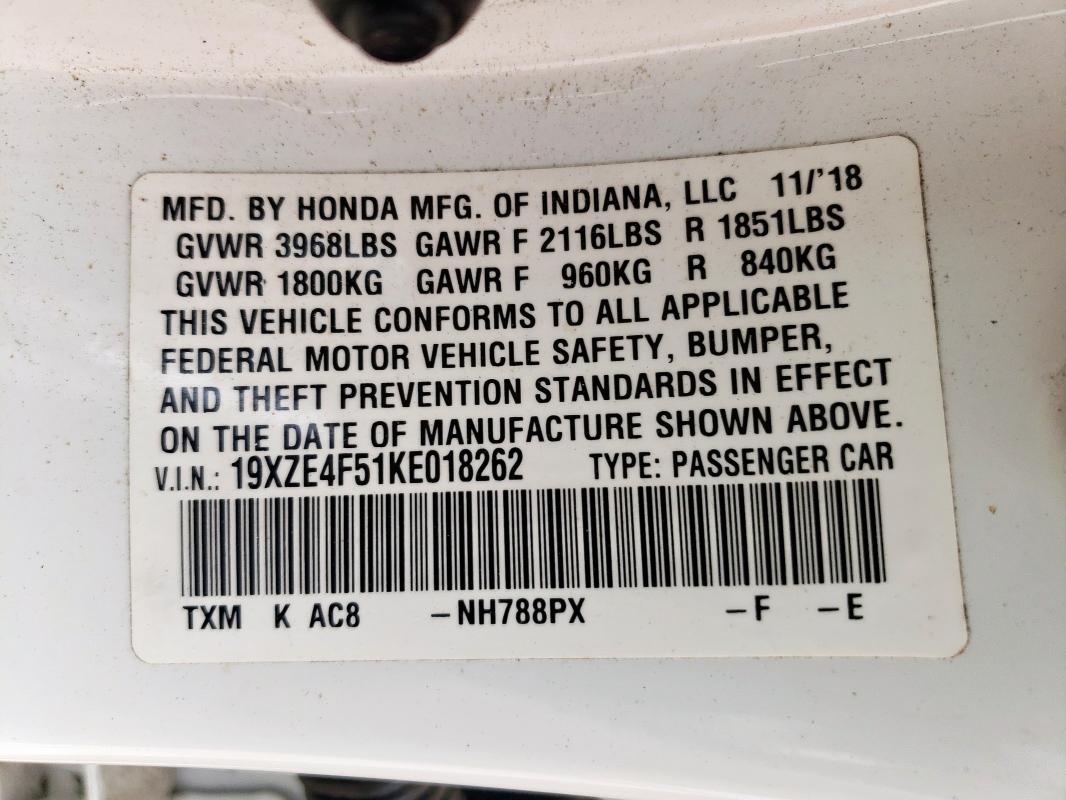 MFD. BY HONDA MFG. OF INDIANA, LLC 11/'18
GVWR 3968LBS GAWR F 2116LBS R 1851LBS
GVWR 1800KG GAWR F 960KG R 840KG
THIS VEHICLE CONFORMS TO ALL APPLICABLE
FEDERAL MOTOR VEHICLE SAFETY, BUMPER,
AND THEFT PREVENTION STANDARDS IN EFFECT
ON THE DATE OF MANUFACTURE SHOWN ABOVE.
V.I.N.: 19XZE4F51KE018262 TYPE: PASSENGER CAR
TXM K AC8 –NH788PX –F –E